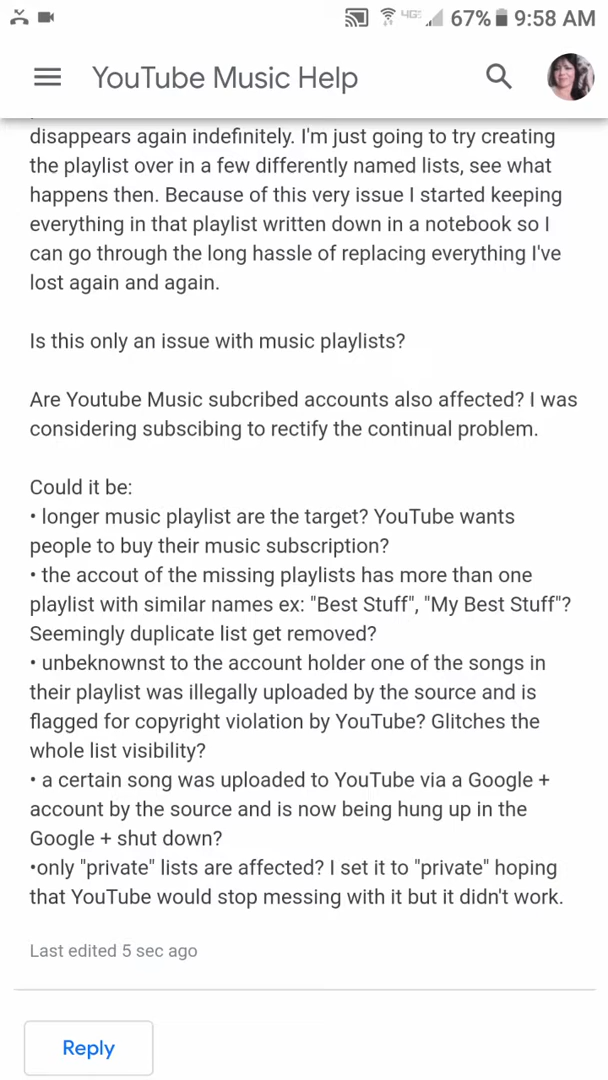 4G 67% 9:58 AM
YouTube Music Help
disappears again indefinitely. I'm just going to try creating
the playlist over in a few differently named lists, see what
happens then. Because of this very issue I started keeping
everything in that playlist written down in a notebook so I
can go through the long hassle of replacing everything I've
lost again and again.
Is this only an issue with music playlists?
Are Youtube Music subcribed accounts also affected? I was
considering subscibing to rectify the continual problem.
Could it be:
• longer music playlist are the target? YouTube wants
people to buy their music subscription?
• the accout of the missing playlists has more than one
playlist with similar names ex: "Best Stuff", "My Best Stuff"?
Seemingly duplicate list get removed?
• unbeknownst to the account holder one of the songs in
their playlist was illegally uploaded by the source and is
flagged for copyright violation by YouTube? Glitches the
whole list visibility?
• a certain song was uploaded to YouTube via a Google +
account by the source and is now being hung up in the
Google + shut down?
•only "private" lists are affected? I set it to "private" hoping
that YouTube would stop messing with it but it didn't work.
Last edited 5 sec ago
Reply